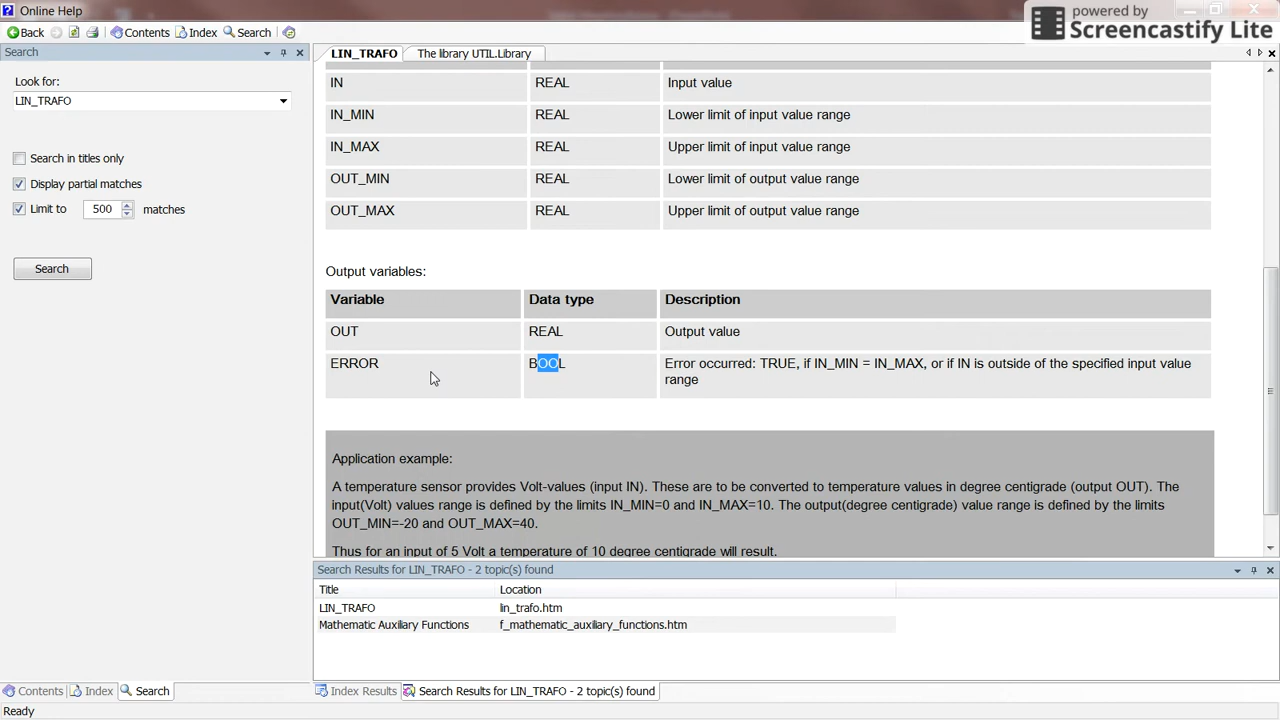 Online Help
powered by
Screencastify Lite
Back Contents Index Search
Search
LIN_TRAFO The library UTIL.Library
Look for:
LIN_TRAFO
Search in titles only
Display partial matches
Limit to 500 matches
Search
IN REAL Input value
IN_MIN REAL Lower limit of input value range
IN_MAX REAL Upper limit of input value range
OUT_MIN REAL Lower limit of output value range
OUT_MAX REAL Upper limit of output value range
Output variables:
Variable Data type Description
OUT REAL Output value
ERROR BOOL Error occurred: TRUE, if IN_MIN = IN_MAX, or if IN is outside of the specified input value
range
Application example:
A temperature sensor provides Volt-values (input IN). These are to be converted to temperature values in degree centigrade (output OUT). The
input(Volt) values range is defined by the limits IN_MIN=0 and IN_MAX=10. The output(degree centigrade) value range is defined by the limits
OUT_MIN=-20 and OUT_MAX=40.
Thus for an input of 5 Volt a temperature of 10 degree centigrade will result.
Search Results for LIN_TRAFO - 2 topic(s) found
Title Location
LIN_TRAFO lin_trafo.htm
Mathematic Auxiliary Functions f_mathematic_auxiliary_functions.htm
Contents Index Search
Index Results Search Results for LIN_TRAFO - 2 topic(s) found
Ready